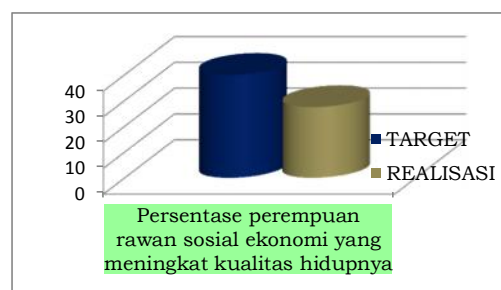 40
30
20
10
0
TARGET
REALISASI
Persentase perempuan
rawan sosial ekonomi yang
meningkat kualitas hidupnya